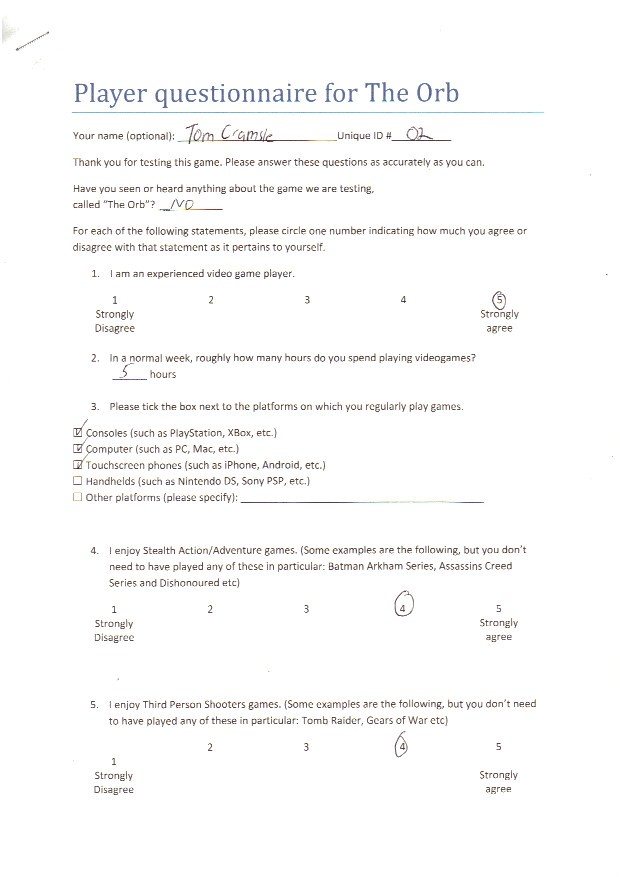 Player questionnaire for The Orb
Your name (optional): Tom Cramsie Unique ID # 02
Thank you for testing this game. Please answer these questions as accurately as you can.
Have you seen or heard anything about the game we are testing,
called "The Orb"? NO
For each of the following statements, please circle one number indicating how much you agree or
disagree with that statement as it pertains to yourself.
1. I am an experienced video game player.
1 2 3 4 5
Strongly Strongly
Disagree agree
2. In a normal week, roughly how many hours do you spend playing videogames?
5 hours
3. Please tick the box next to the platforms on which you regularly play games.
☑ Consoles (such as PlayStation, XBox, etc.)
☑ Computer (such as PC, Mac, etc.)
☑ Touchscreen phones (such as iPhone, Android, etc.)
☐ Handhelds (such as Nintendo DS, Sony PSP, etc.)
☐ Other platforms (please specify):
4. I enjoy Stealth Action/Adventure games. (Some examples are the following, but you don't
need to have played any of these in particular: Batman Arkham Series, Assassins Creed
Series and Dishonoured etc)
1 2 3 4 5
Strongly Strongly
Disagree agree
5. I enjoy Third Person Shooters games. (Some examples are the following, but you don't need
to have played any of these in particular: Tomb Raider, Gears of War etc)
2 3 4 5
1
Strongly Strongly
Disagree agree